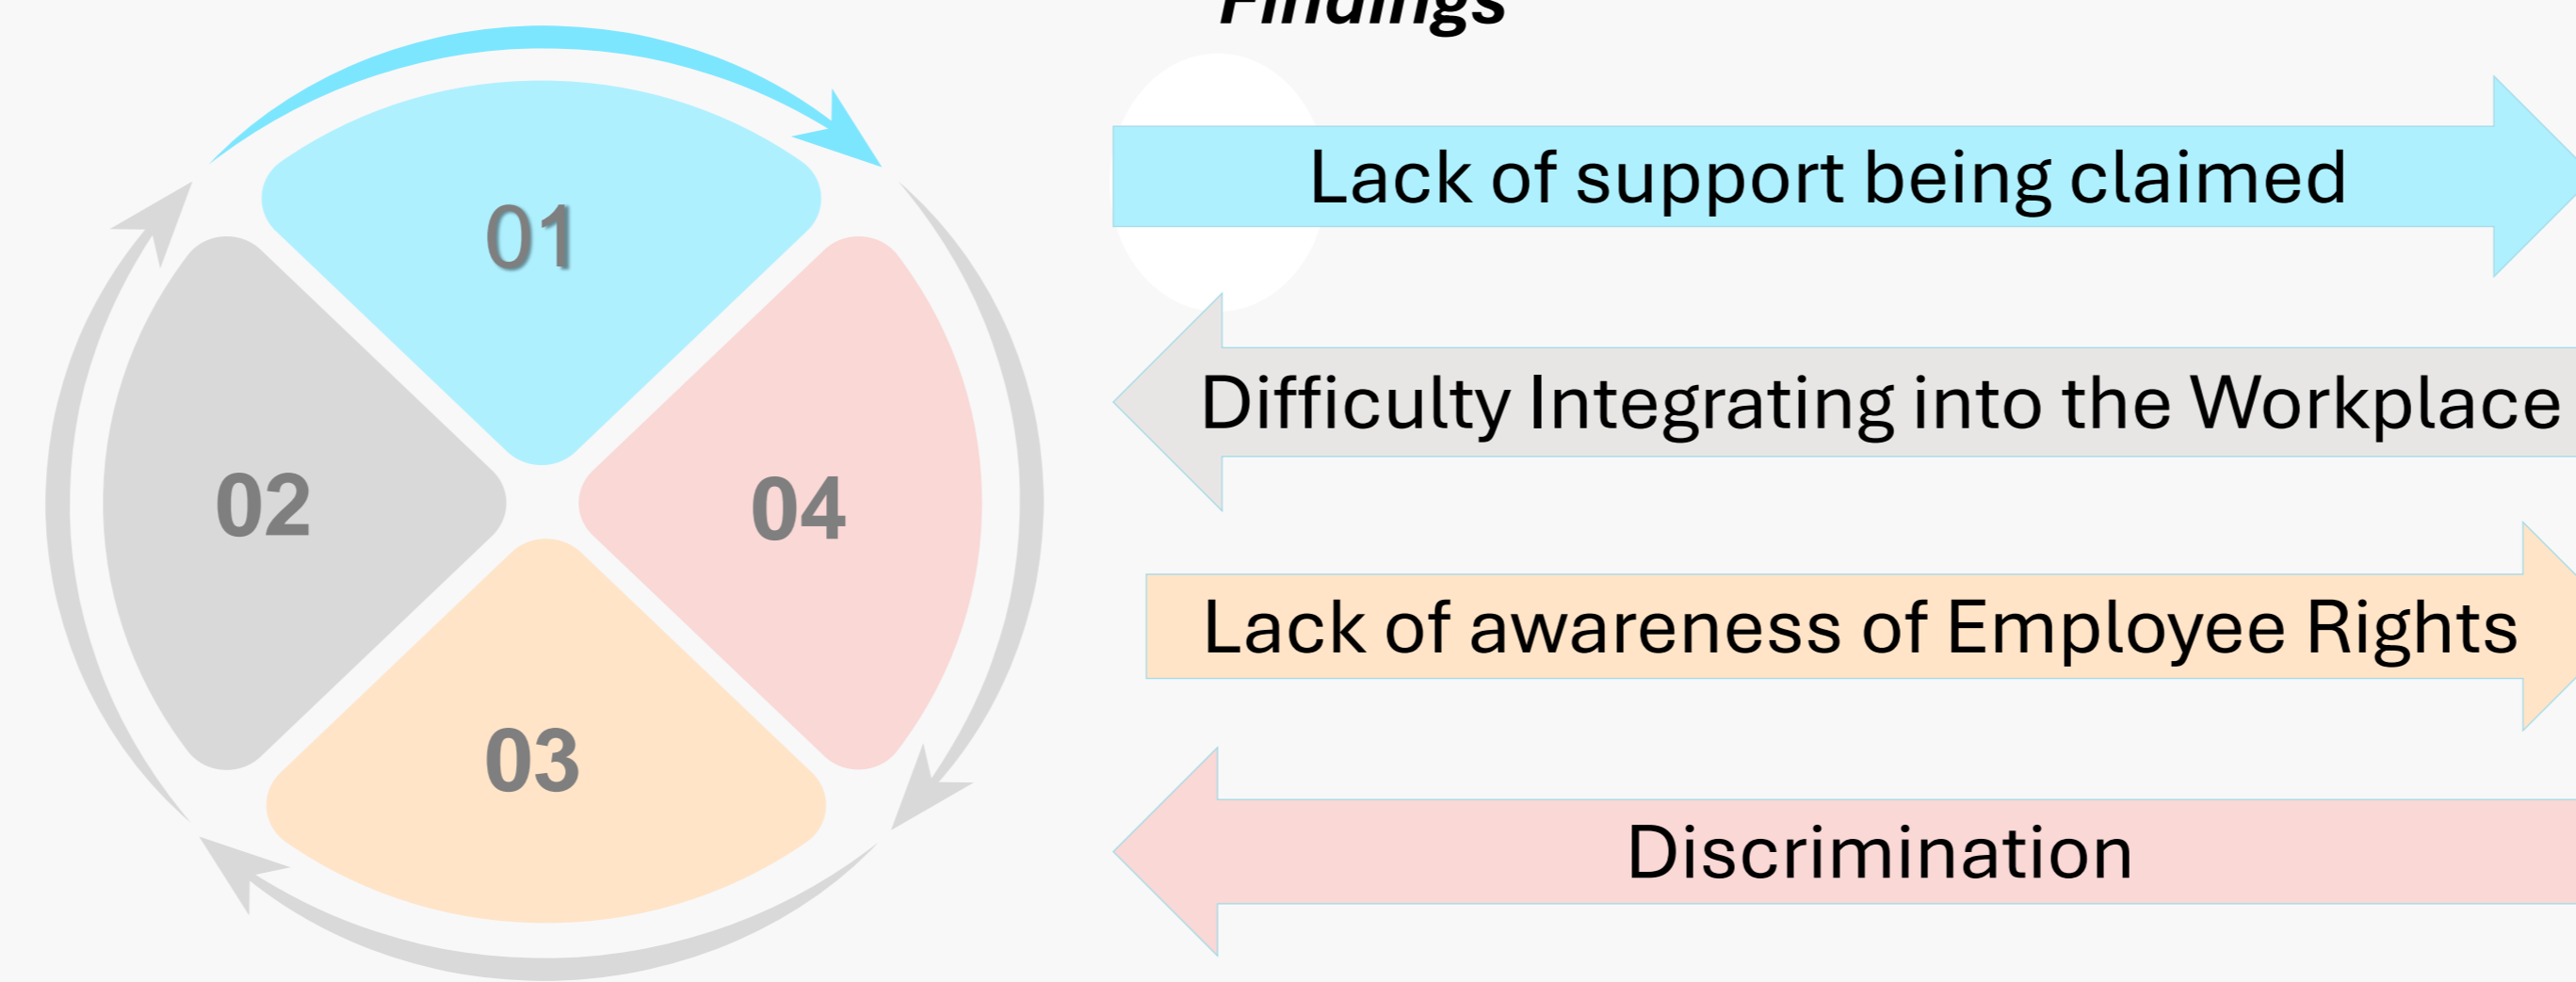 Findings
01
02
04
03
Lack of support being claimed
Difficulty Integrating into the Workplace
Lack of awareness of Employee Rights
Discrimination